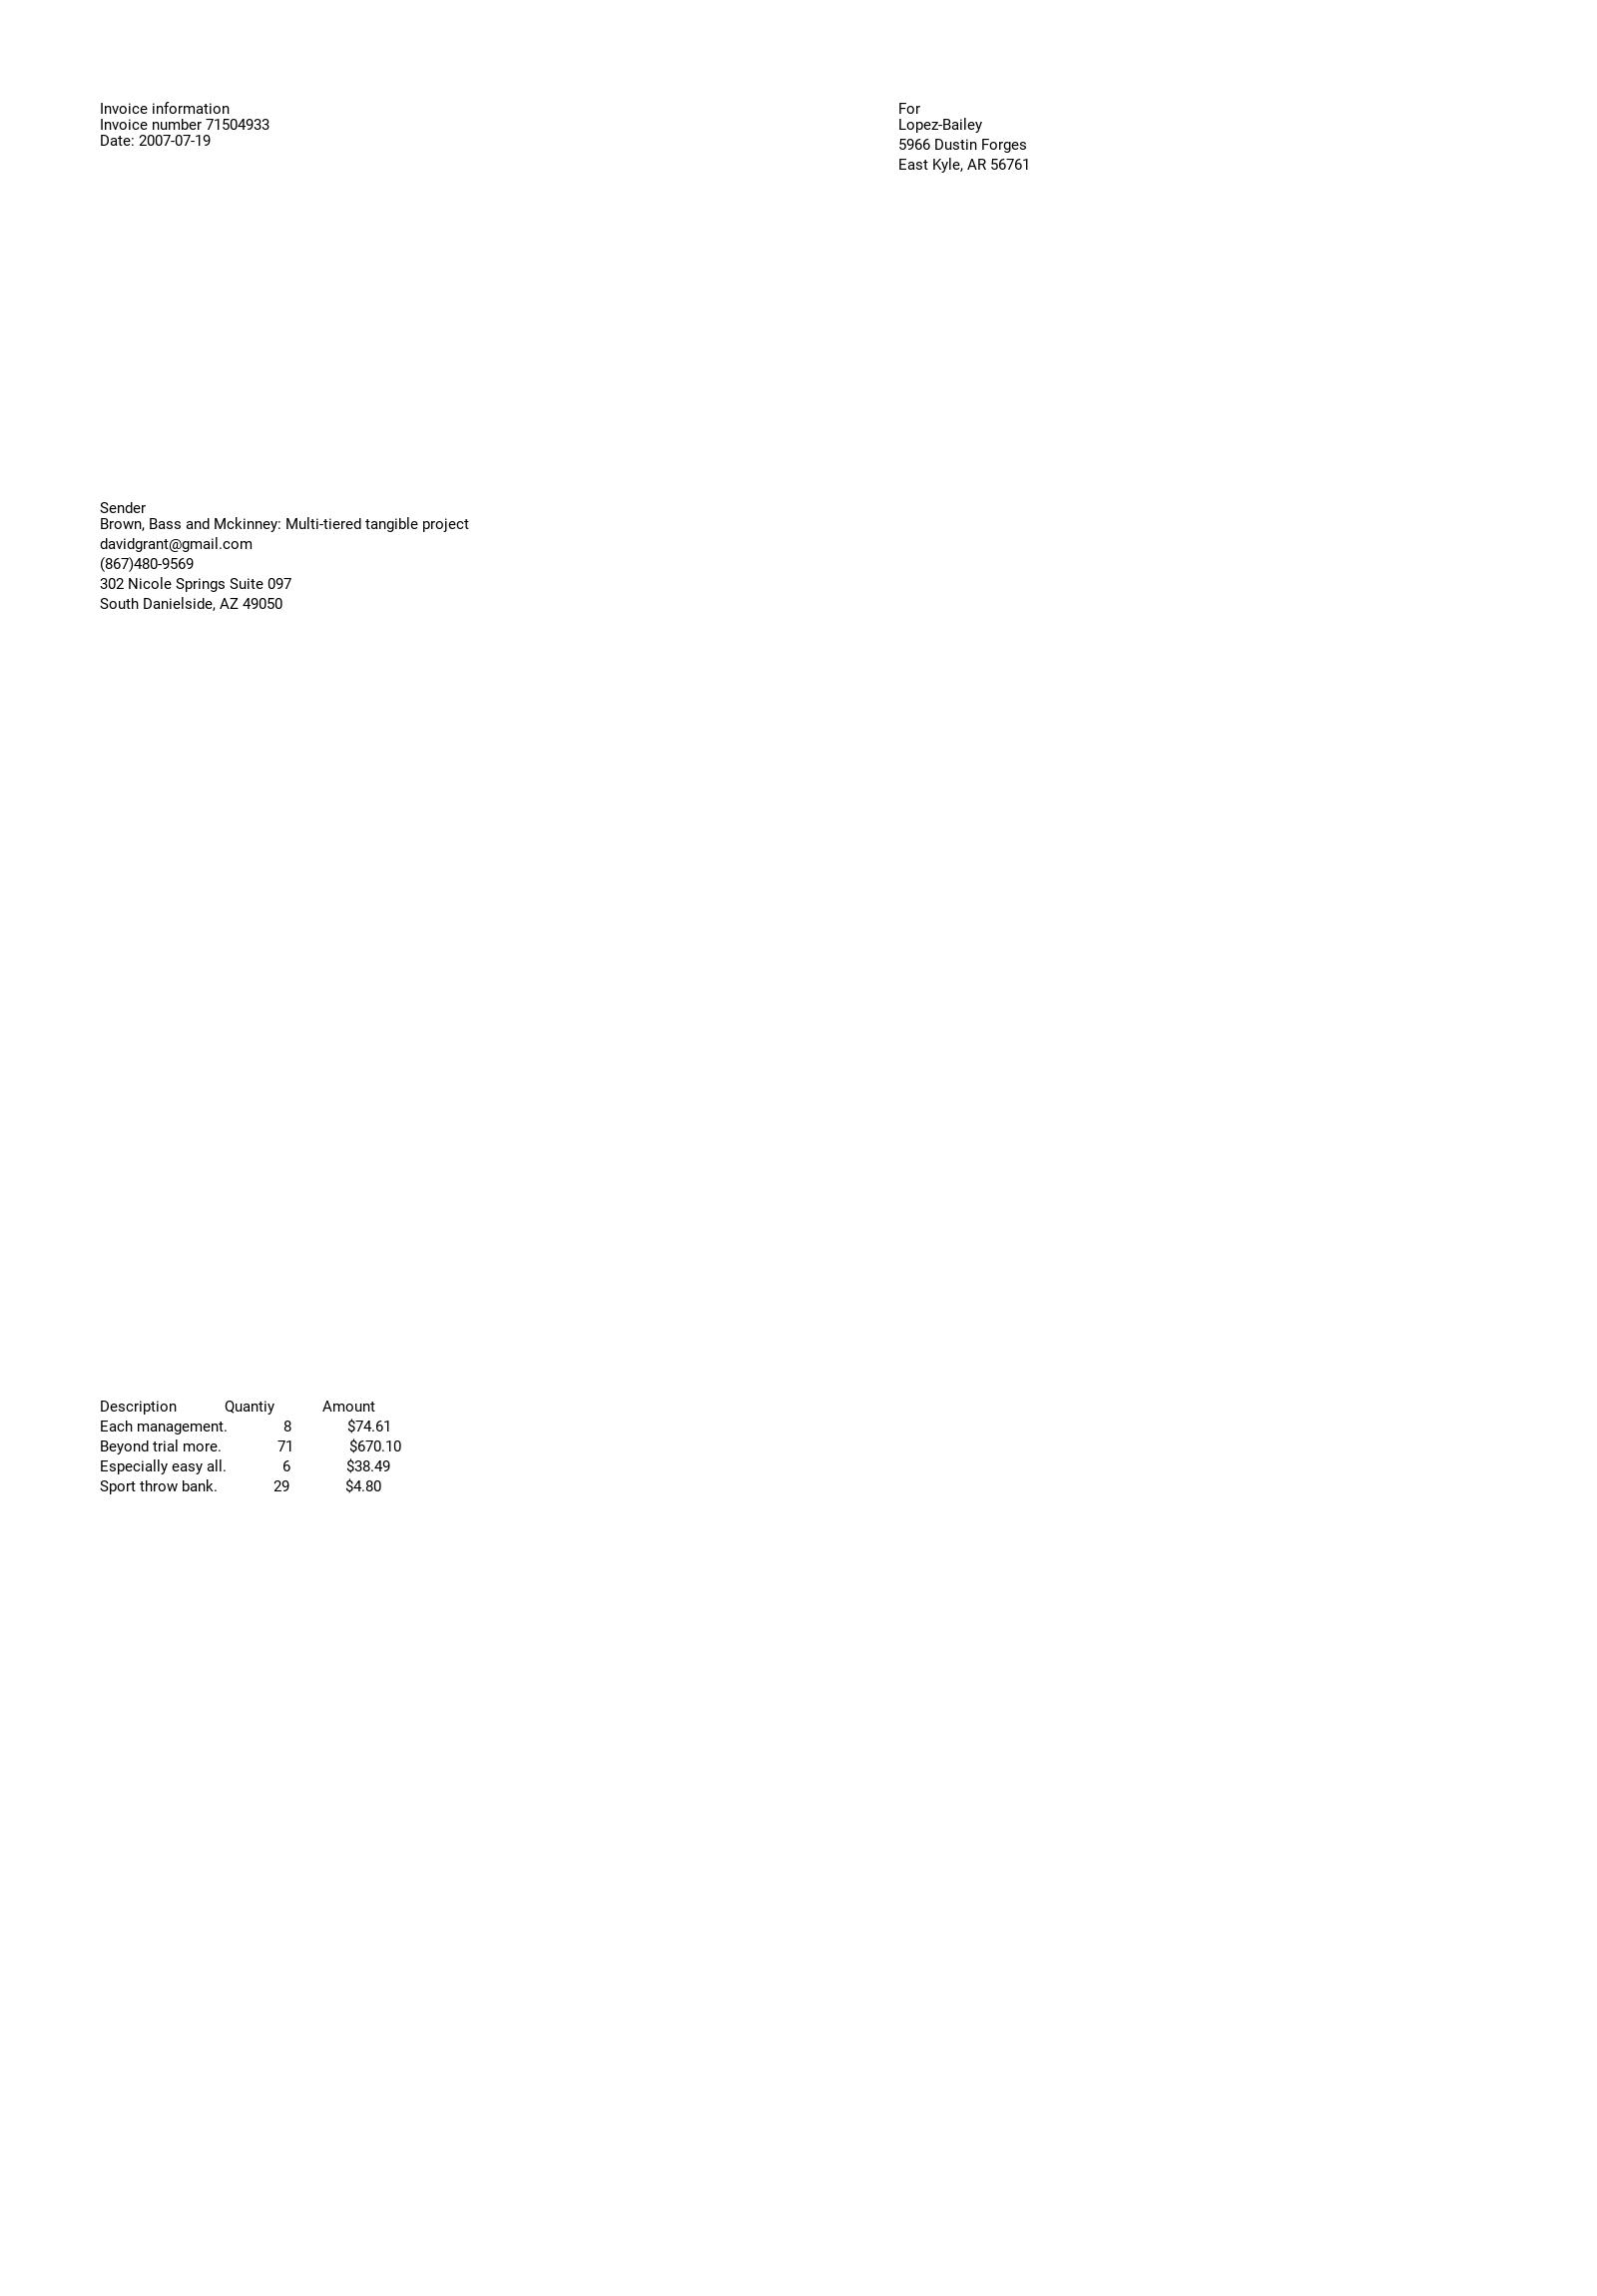 Invoice information
Invoice number 71504933
Date: 2007-07-19
For
Lopez-Bailey
5966 Dustin Forges
East Kyle, AR 56761
Sender
Brown, Bass and Mckinney: Multi-tiered tangible project
davidgrant@gmail.com
(867)480-9569
302 Nicole Springs Suite 097
South Danielside, AZ 49050
Description Quantiy Amount
Each management. 8 $74.61
Beyond trial more. 71 $670.10
Especially easy all. 6 $38.49
Sport throw bank. 29 $4.80